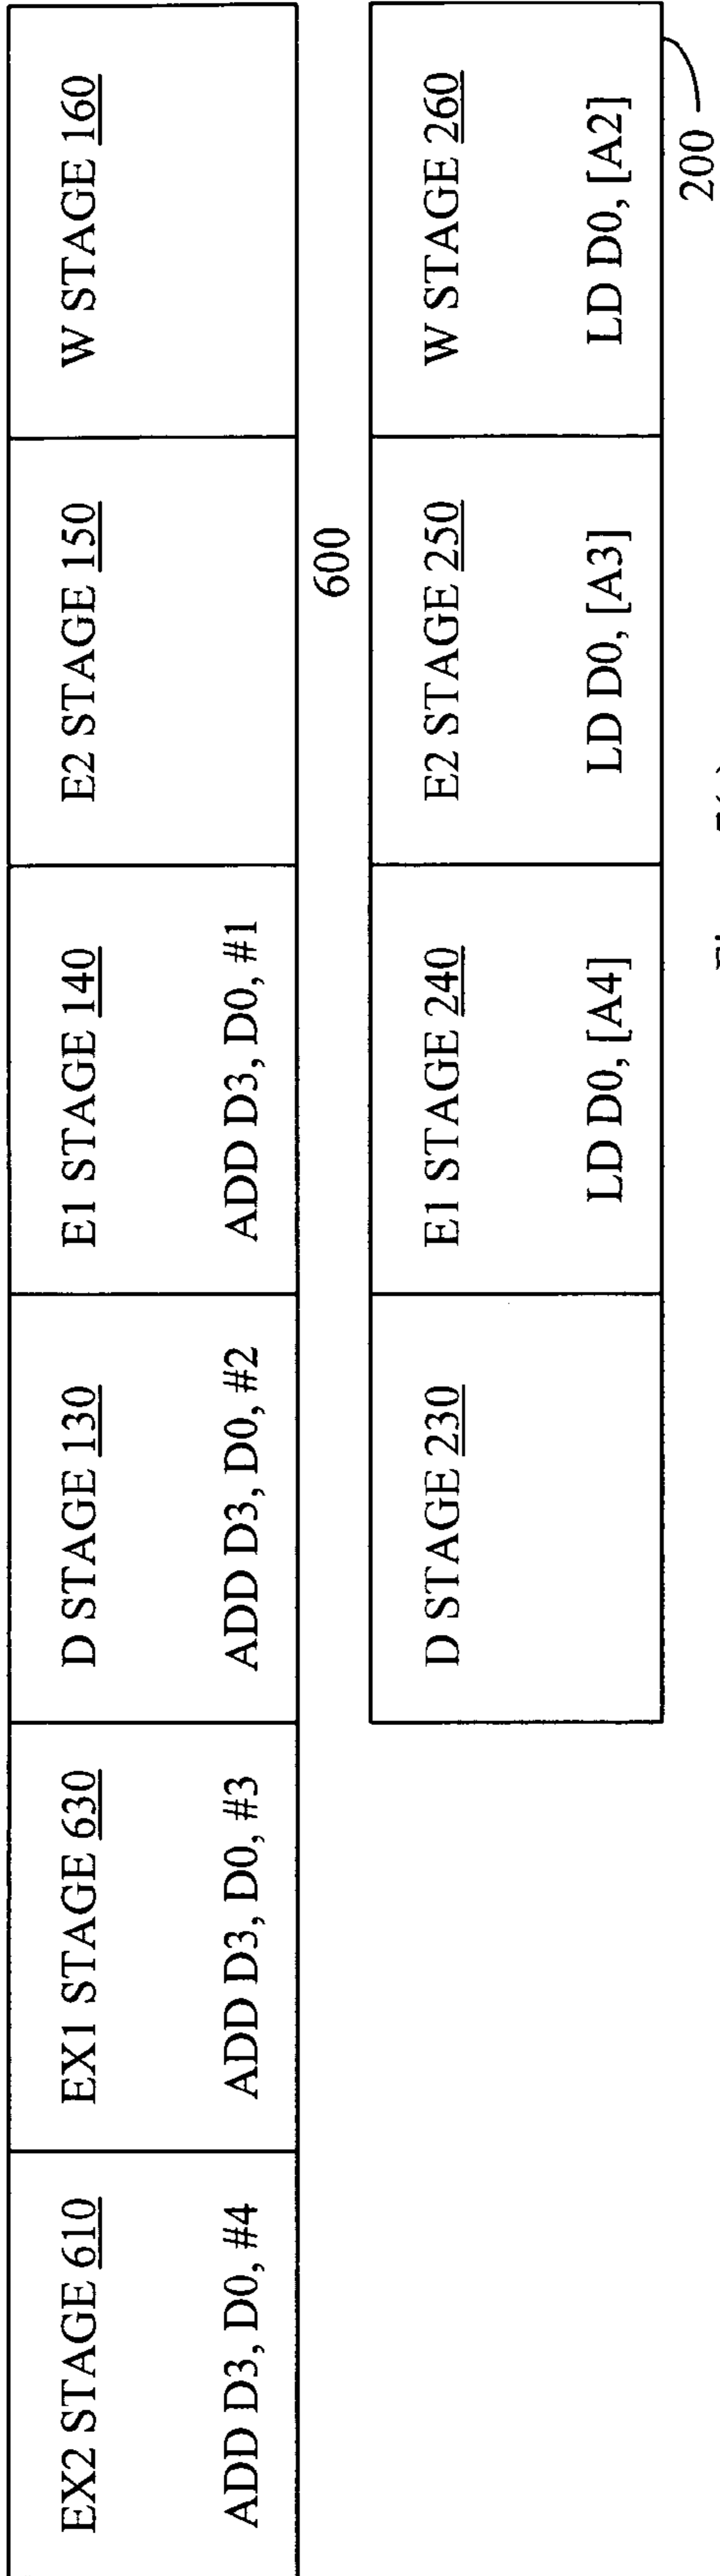 EX2 STAGE 610
ADD D3, D0, #4
EX1 STAGE 630
ADD D3, D0, #3
D STAGE 130
ADD D3, D0, #2
E1 STAGE 140
ADD D3, D0, #1
E2 STAGE 150
W STAGE 160
600
D STAGE 230
E1 STAGE 240
LD D0, [A4]
E2 STAGE 250
LD D0, [A3]
W STAGE 260
LD D0, [A2]
200